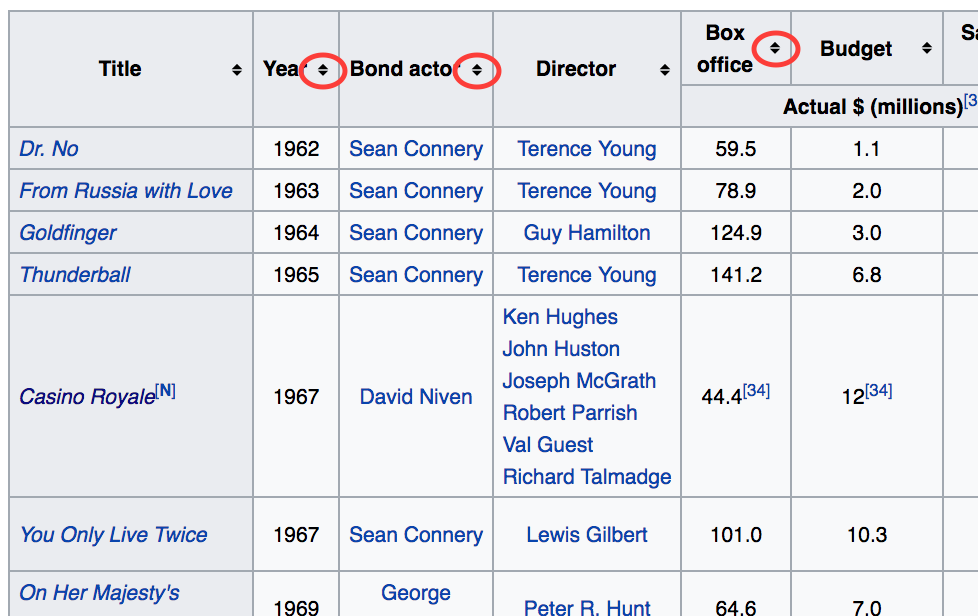 Title Year Bond actor Director Box office Budget
Actual $ (millions)
Dr. No 1962 Sean Connery Terence Young 59.5 1.1
From Russia with Love 1963 Sean Connery Terence Young 78.9 2.0
Goldfinger 1964 Sean Connery Guy Hamilton 124.9 3.0
Thunderball 1965 Sean Connery Terence Young 141.2 6.8
Casino Royale[N] 1967 David Niven
Ken Hughes
John Huston
Joseph McGrath
Robert Parrish
Val Guest
Richard Talmadge
44.4[34] 12[34]
You Only Live Twice 1967 Sean Connery Lewis Gilbert 101.0 10.3
On Her Majesty's 1969 George Peter R. Hunt 64.6 7.0